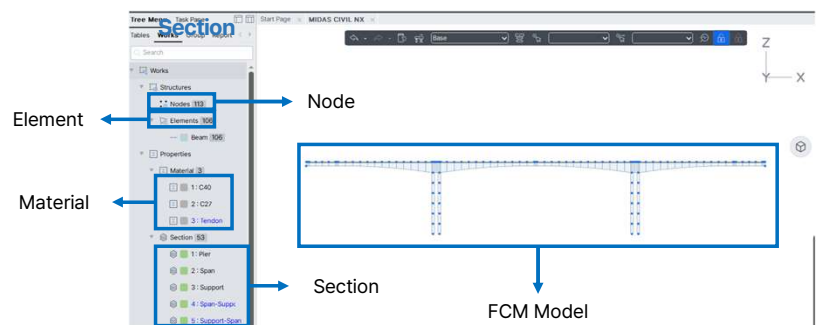 Tree Menu Task Pages Start Page × MIDAS CIVIL NX ×
Section
Tables Works Group Report
Search
Base
Z
Y X
Works
Structures
Nodes 113
Node
Element
Elements 106
Beam 106
Properties
Material 3
Material
1 : C40
2 : C27
3 : Tendon
Section 53
1 : Pier
2 : Span
3 : Support
Section
4 : Span-Suppo
FCM Model
5 : Support-Span